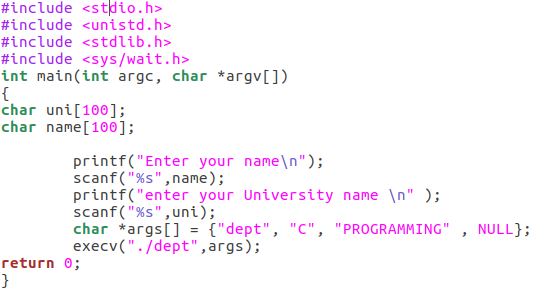 #include <stdio.h>
#include <unistd.h>
#include <stdlib.h>
#include <sys/wait.h>
int main(int argc, char *argv[])
{
char uni[100];
char name[100];
printf("Enter your name\n");
scanf("%s",name);
printf("enter your University name \n" );
scanf("%s",uni);
char *args[] = {"dept", "C", "PROGRAMMING" , NULL};
execv("./dept",args);
return 0;
}